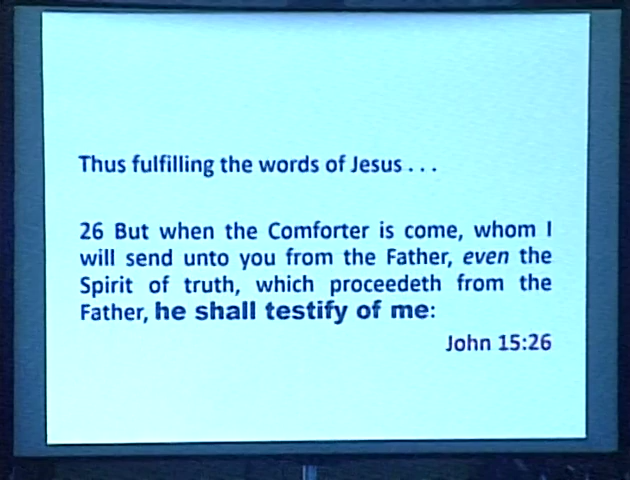 Thus fulfilling the words of Jesus . . .
26 But when the Comforter is come, whom I
will send unto you from the Father, even the
Spirit of truth, which proceedeth from the
Father, he shall testify of me:
John 15:26